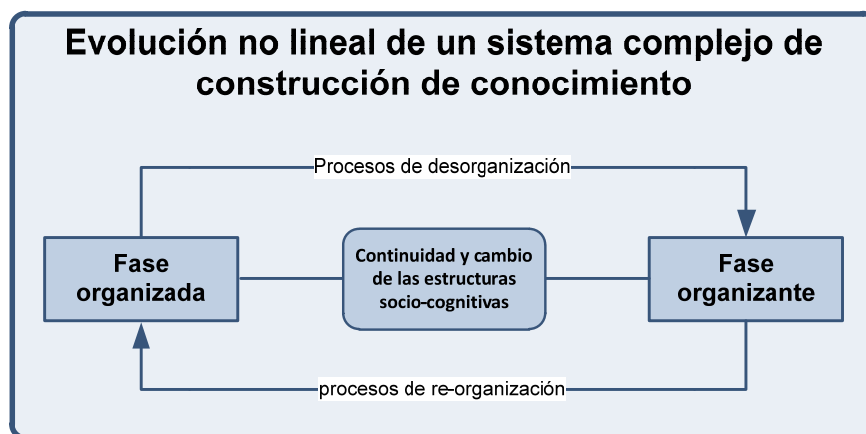 Evolución no lineal de un sistema complejo de
construcción de conocimiento
Procesos de desorganización
Fase
organizada
Continuidad y cambio
de las estructuras
socio-cognitivas
Fase
organizante
procesos de re-organización